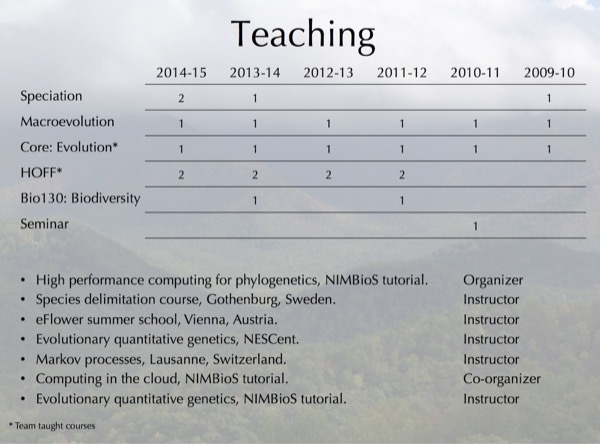 Teaching
2014-15 2013-14 2012-13 2011-12 2010-11 2009-10
Speciation 2 1 1
Macroevolution 1 1 1 1 1 1
Core: Evolution* 1 1 1 1 1 1
HOFF* 2 2 2 2
Bio130: Biodiversity 1 1
Seminar 1
• High performance computing for phylogenetics, NIMBioS tutorial. Organizer
• Species delimitation course, Gothenburg, Sweden. Instructor
• eFlower summer school, Vienna, Austria. Instructor
• Evolutionary quantitative genetics, NESCent. Instructor
• Markov processes, Lausanne, Switzerland. Instructor
• Computing in the cloud, NIMBioS tutorial. Co-organizer
• Evolutionary quantitative genetics, NIMBioS tutorial. Instructor
* Team taught courses